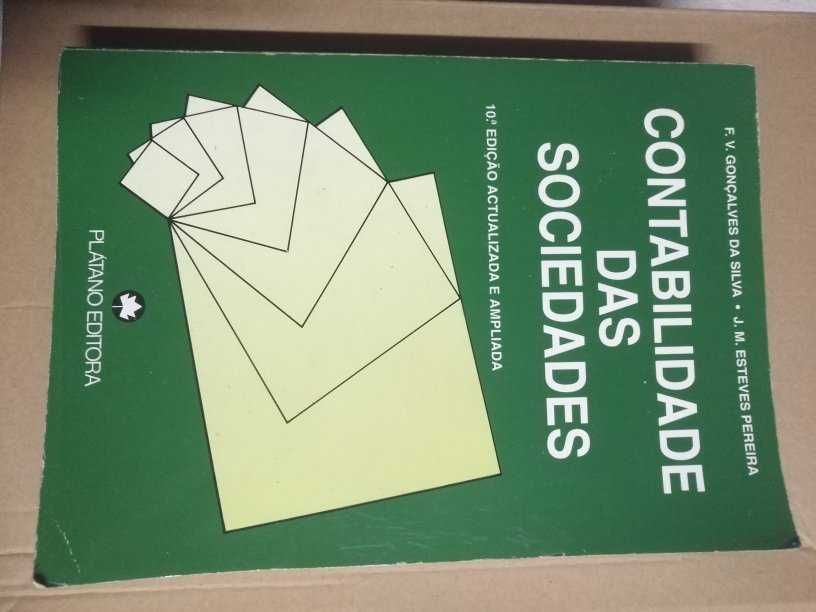 F. V. GONÇALVES DA SILVA • J. M. ESTEVES PEREIRA
CONTABILIDADE
DAS
SOCIEDADES
10.ª EDIÇÃO ACTUALIZADA E AMPLIADA
PLÁTANO EDITORA